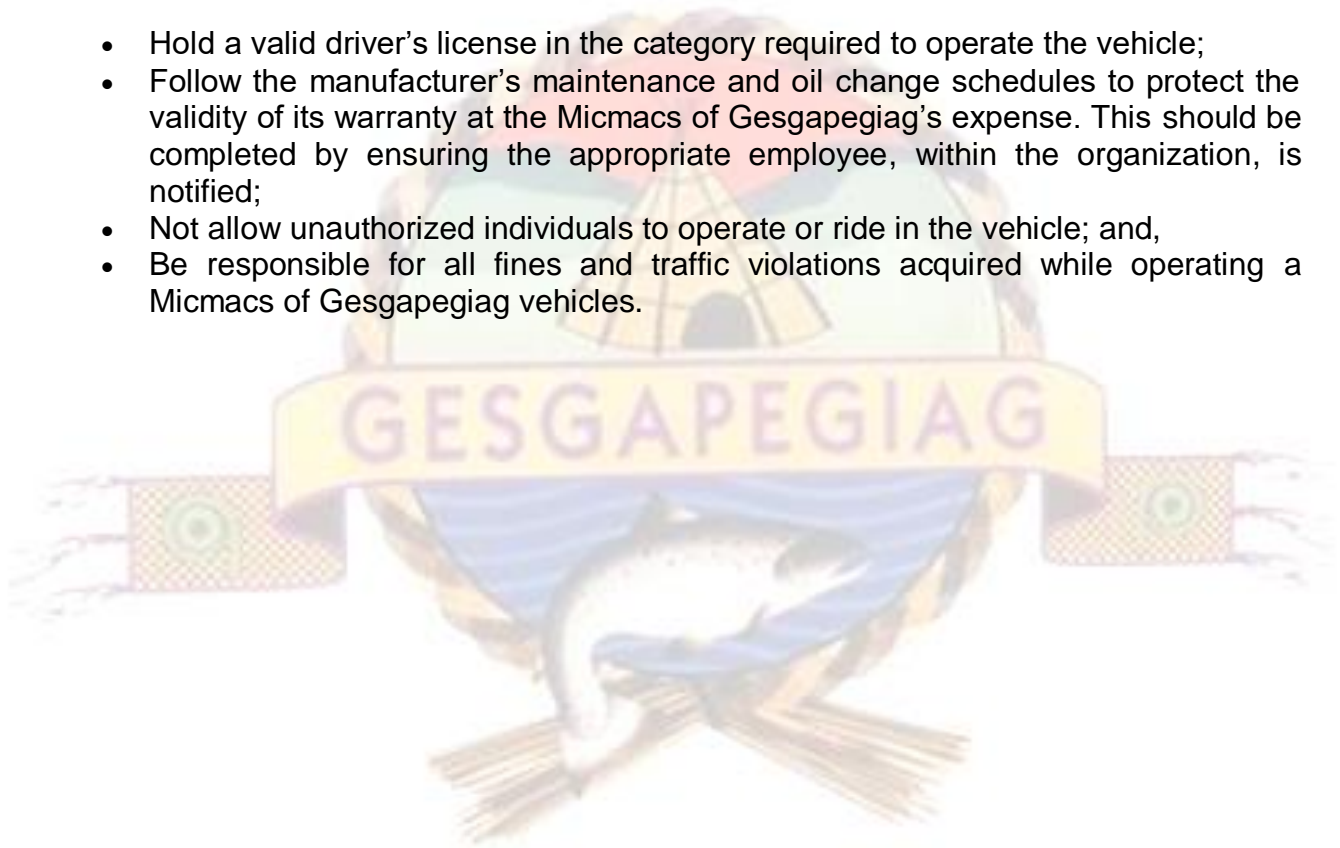 • Hold a valid driver’s license in the category required to operate the vehicle;
• Follow the manufacturer’s maintenance and oil change schedules to protect the
validity of its warranty at the Micmacs of Gesgapegiag’s expense. This should be
completed by ensuring the appropriate employee, within the organization, is
notified;
• Not allow unauthorized individuals to operate or ride in the vehicle; and,
• Be responsible for all fines and traffic violations acquired while operating a
Micmacs of Gesgapegiag vehicles.
GESGAPEGIAG